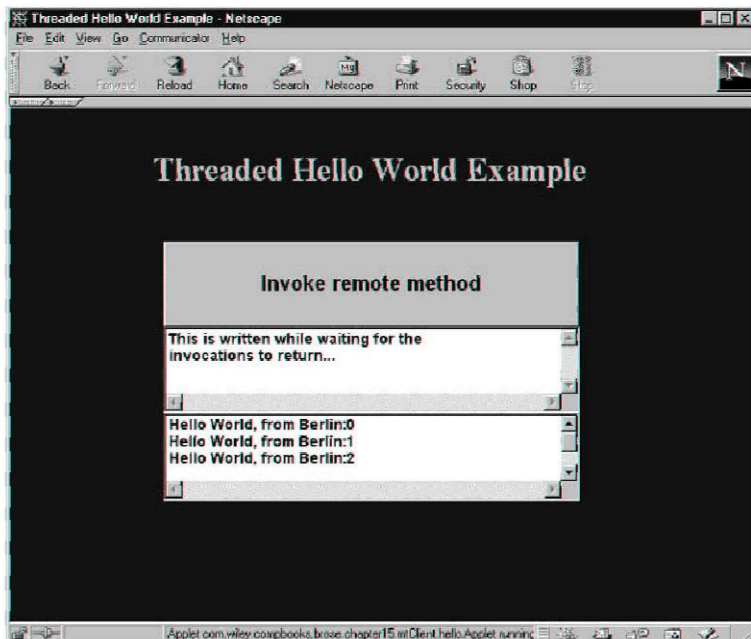 Threaded Hello World Example - Netscape
File Edit View Go Communicator Help
Back Forward Reload Home Search Netscape Print Security Shop Stop
N
Threaded Hello World Example
Invoke remote method
This is written while waiting for the
invocations to return...
Hello World, from Berlin:0
Hello World, from Berlin:1
Hello World, from Berlin:2
Applet com.wiley.compbooks.brose.chapter15.mtClient.hello.Applet running